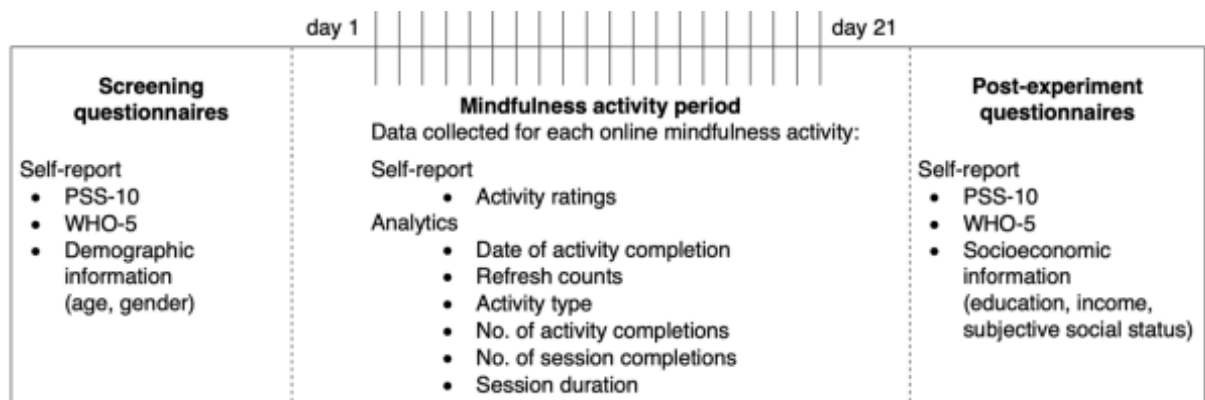 day 1
day 21
Screening
questionnaires
Self-report
• PSS-10
• WHO-5
• Demographic
information
(age, gender)
Mindfulness activity period
Data collected for each online mindfulness activity:
Self-report
• Activity ratings
Analytics
• Date of activity completion
• Refresh counts
• Activity type
• No. of activity completions
• No. of session completions
• Session duration
Post-experiment
questionnaires
Self-report
• PSS-10
• WHO-5
• Socioeconomic
information
(education, income,
subjective social status)